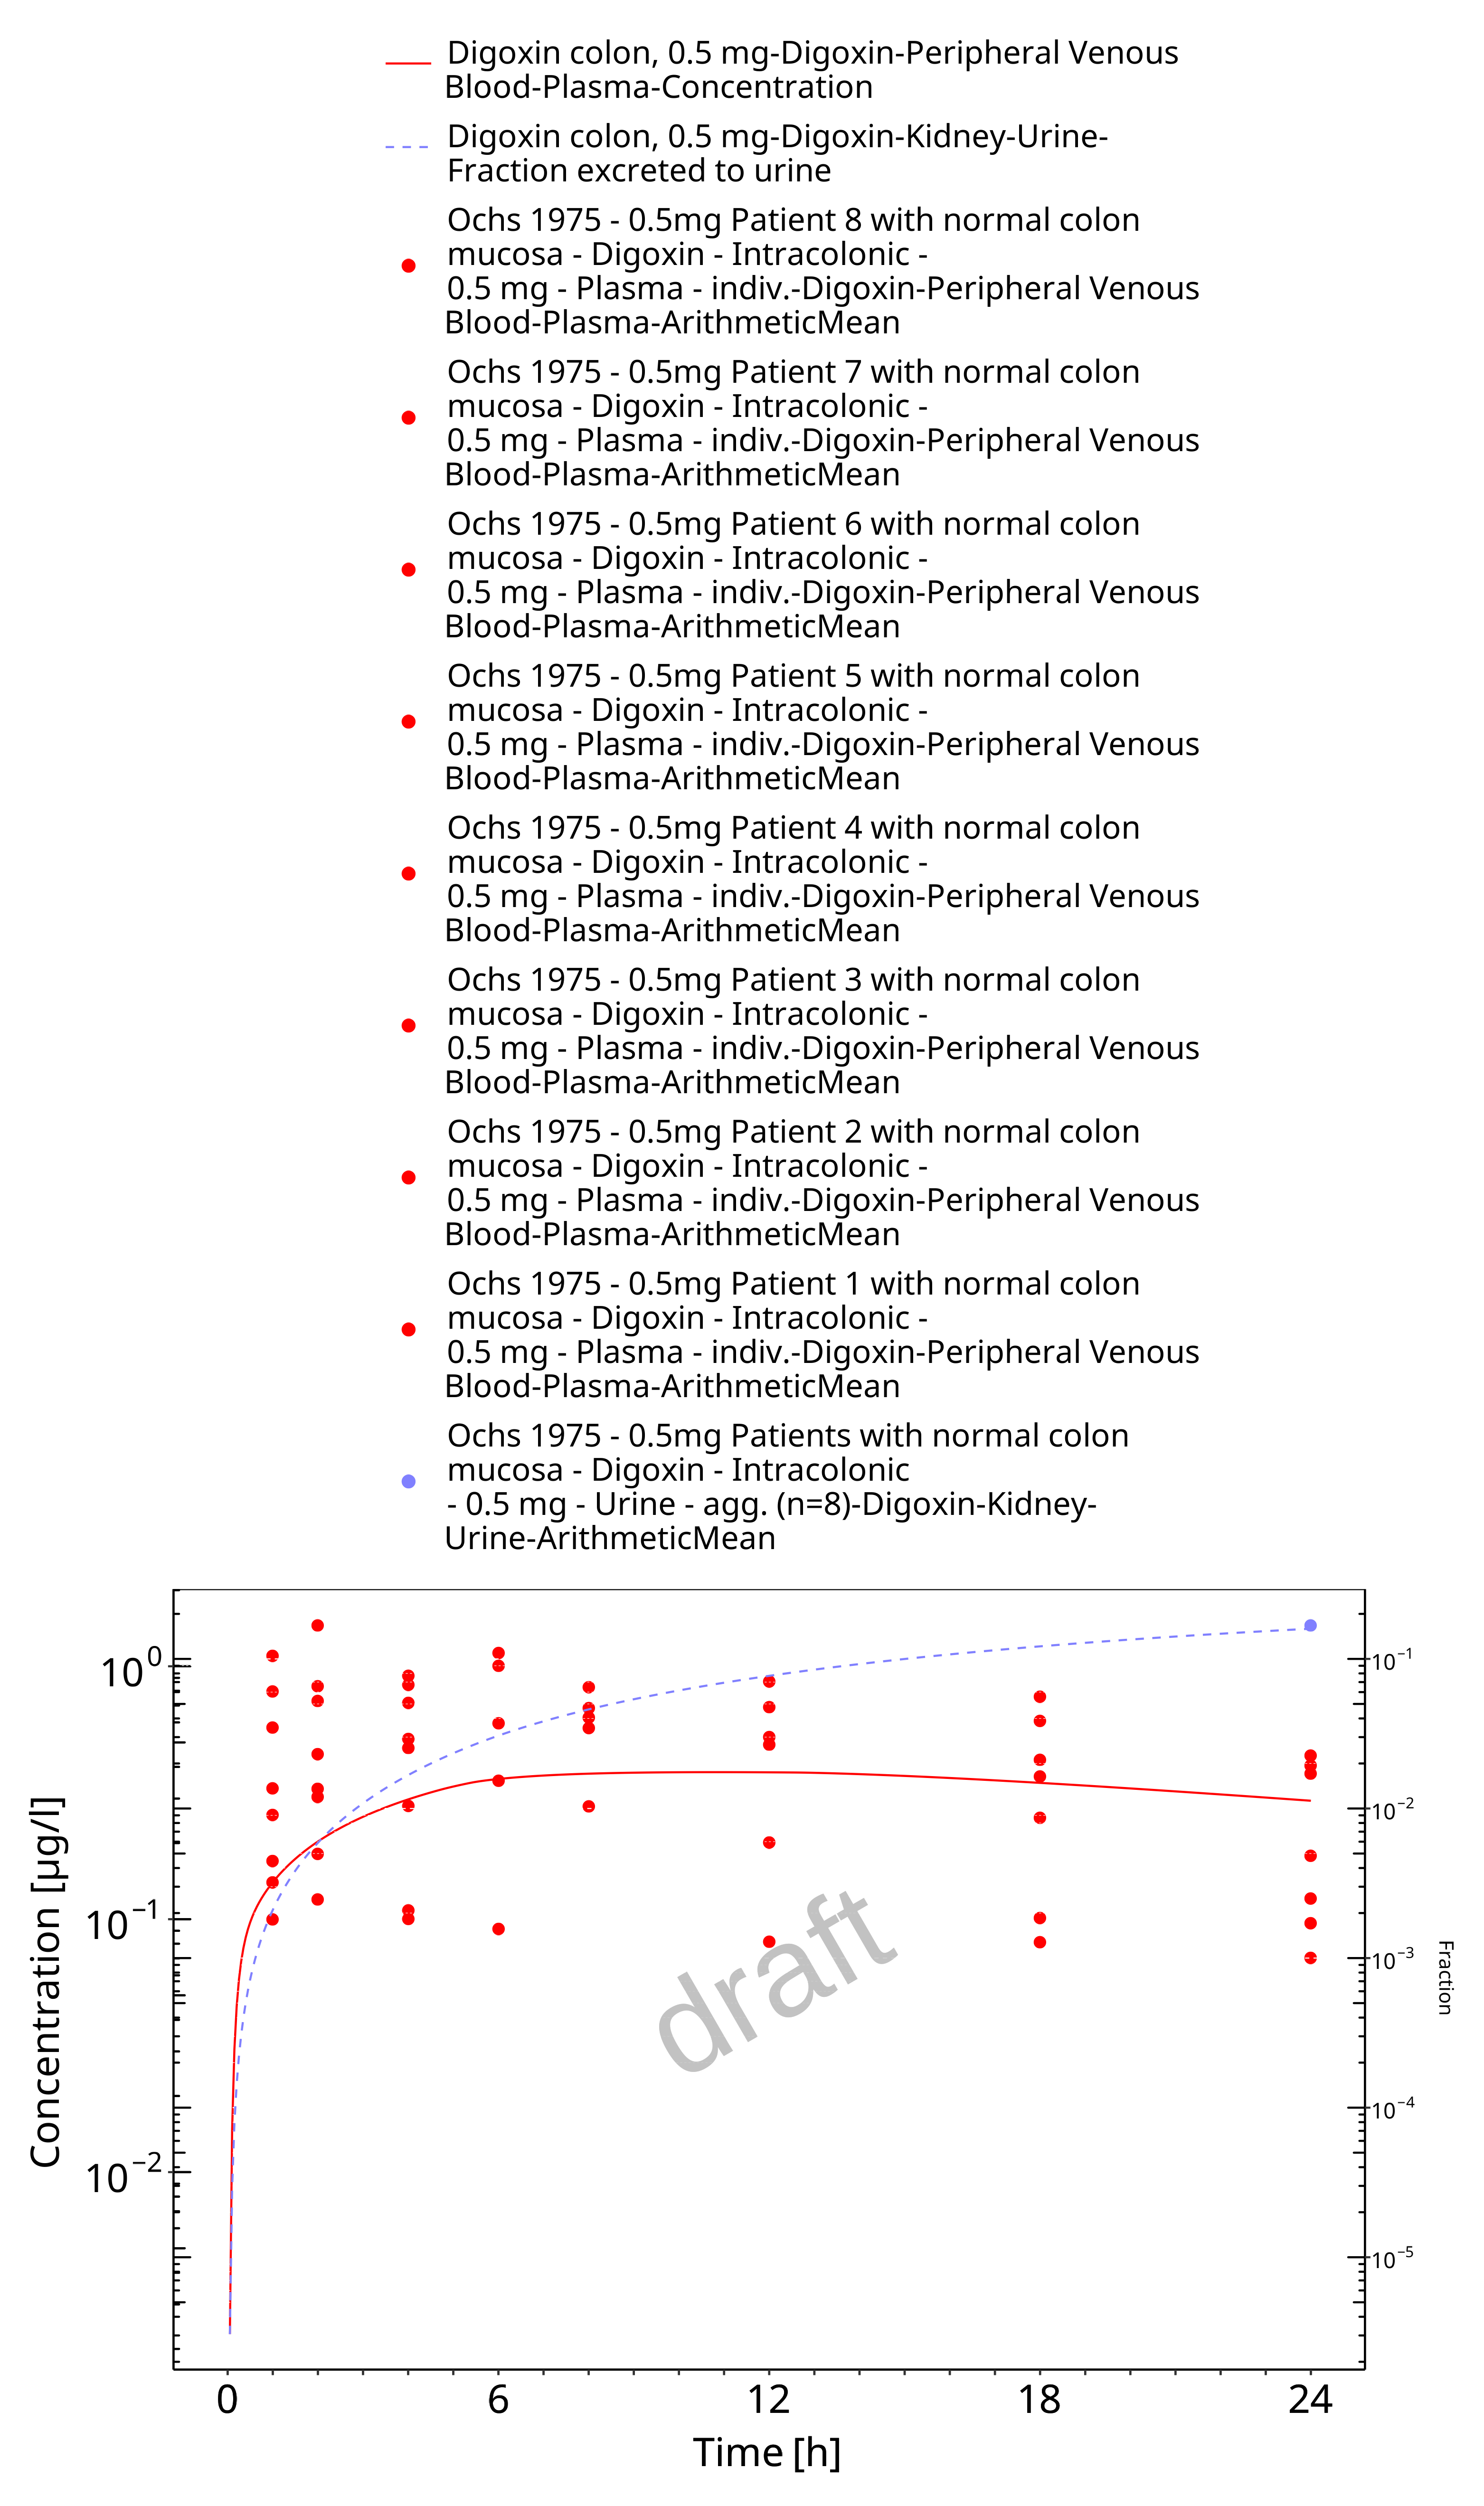 Digoxin colon, 0.5 mg-Digoxin-Peripheral Venous
Blood-Plasma-Concentration
Digoxin colon, 0.5 mg-Digoxin-Kidney-Urine-
Fraction excreted to urine
Ochs 1975 - 0.5mg Patient 8 with normal colon
mucosa - Digoxin - Intracolonic -
0.5 mg - Plasma - indiv.-Digoxin-Peripheral Venous
Blood-Plasma-ArithmeticMean
Ochs 1975 - 0.5mg Patient 7 with normal colon
mucosa - Digoxin - Intracolonic -
0.5 mg - Plasma - indiv.-Digoxin-Peripheral Venous
Blood-Plasma-ArithmeticMean
Ochs 1975 - 0.5mg Patient 6 with normal colon
mucosa - Digoxin - Intracolonic -
0.5 mg - Plasma - indiv.-Digoxin-Peripheral Venous
Blood-Plasma-ArithmeticMean
Ochs 1975 - 0.5mg Patient 5 with normal colon
mucosa - Digoxin - Intracolonic -
0.5 mg - Plasma - indiv.-Digoxin-Peripheral Venous
Blood-Plasma-ArithmeticMean
Ochs 1975 - 0.5mg Patient 4 with normal colon
mucosa - Digoxin - Intracolonic -
0.5 mg - Plasma - indiv.-Digoxin-Peripheral Venous
Blood-Plasma-ArithmeticMean
Ochs 1975 - 0.5mg Patient 3 with normal colon
mucosa - Digoxin - Intracolonic -
0.5 mg - Plasma - indiv.-Digoxin-Peripheral Venous
Blood-Plasma-ArithmeticMean
Ochs 1975 - 0.5mg Patient 2 with normal colon
mucosa - Digoxin - Intracolonic -
0.5 mg - Plasma - indiv.-Digoxin-Peripheral Venous
Blood-Plasma-ArithmeticMean
Ochs 1975 - 0.5mg Patient 1 with normal colon
mucosa - Digoxin - Intracolonic -
0.5 mg - Plasma - indiv.-Digoxin-Peripheral Venous
Blood-Plasma-ArithmeticMean
Ochs 1975 - 0.5mg Patients with normal colon
mucosa - Digoxin - Intracolonic
- 0.5 mg - Urine - agg. (n=8)-Digoxin-Kidney-
Urine-ArithmeticMean
Concentration [µg/l]
10⁰
10⁻¹
10⁻²
draft
10⁻¹
10⁻²
10⁻³
10⁻⁴
10⁻⁵
Fraction
0 6 12 18 24
Time [h]